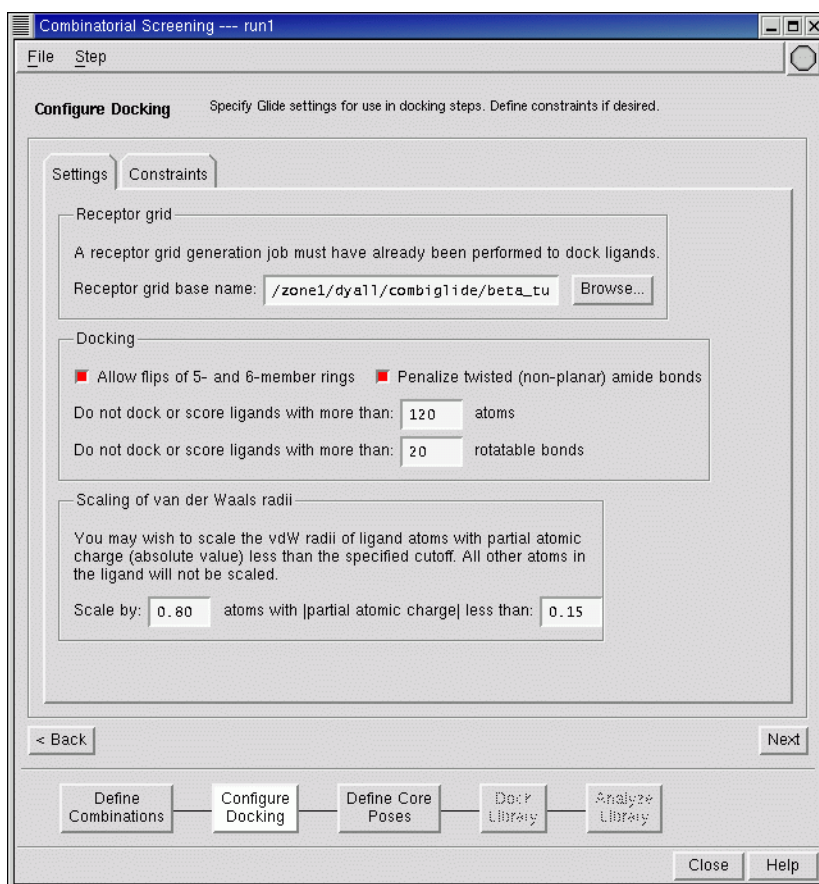 Combinatorial Screening --- run1
File Step
Configure Docking Specify Glide settings for use in docking steps. Define constraints if desired.
Settings Constraints
Receptor grid
A receptor grid generation job must have already been performed to dock ligands.
Receptor grid base name: /zone1/dyall/combiglide/beta_tu Browse...
Docking
Allow flips of 5- and 6-member rings Penalize twisted (non-planar) amide bonds
Do not dock or score ligands with more than: 120 atoms
Do not dock or score ligands with more than: 20 rotatable bonds
Scaling of van der Waals radii
You may wish to scale the vdW radii of ligand atoms with partial atomic
charge (absolute value) less than the specified cutoff. All other atoms in
the ligand will not be scaled.
Scale by: 0.80 atoms with |partial atomic charge| less than: 0.15
< Back Next
Define Combinations Configure Docking Define Core Poses Dock Library Analyze Library
Close Help